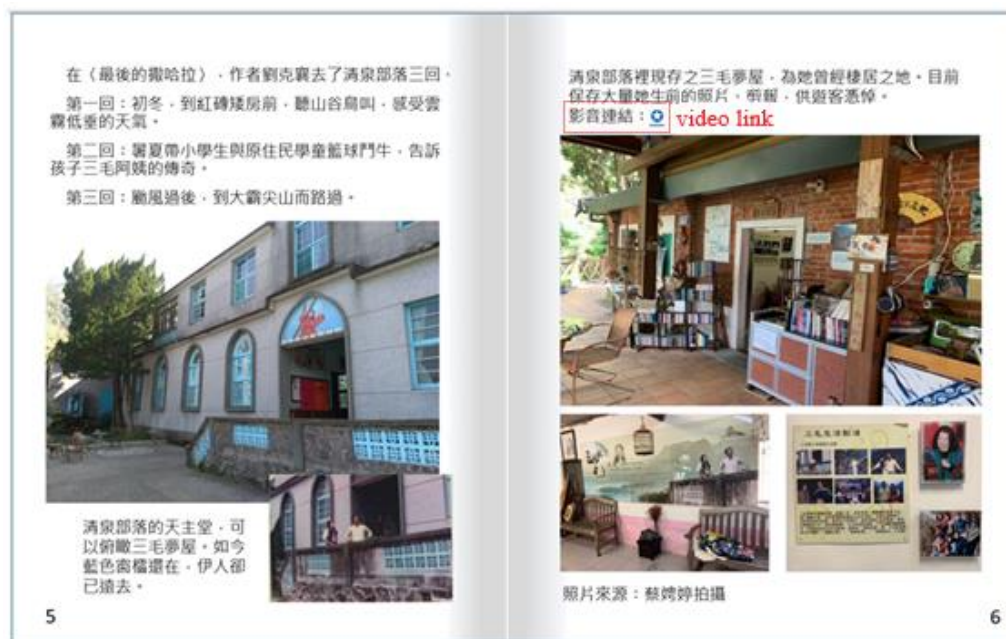 在〈最後的撒哈拉〉，作者劉克襄去了清泉部落三回。
第一回：初冬，到紅磚矮房前，聽山谷鳥叫，感受雲
霧低垂的天氣。
第二回：暑夏帶小學生與原住民學童籃球鬥牛，告訴
孩子三毛阿姨的傳奇。
第三回：颱風過後，到大霸尖山而路過。
清泉部落的天主堂，可
以俯瞰三毛夢屋。如今
藍色窗櫺還在，伊人卻
已遠去。
5
清泉部落裡現存之三毛夢屋，為她曾經棲居之地。目前
保存大量她生前的照片、剪報，供遊客憑悼。
影音連結： video link
三毛生活點滴
照片來源：蔡娉婷拍攝
6